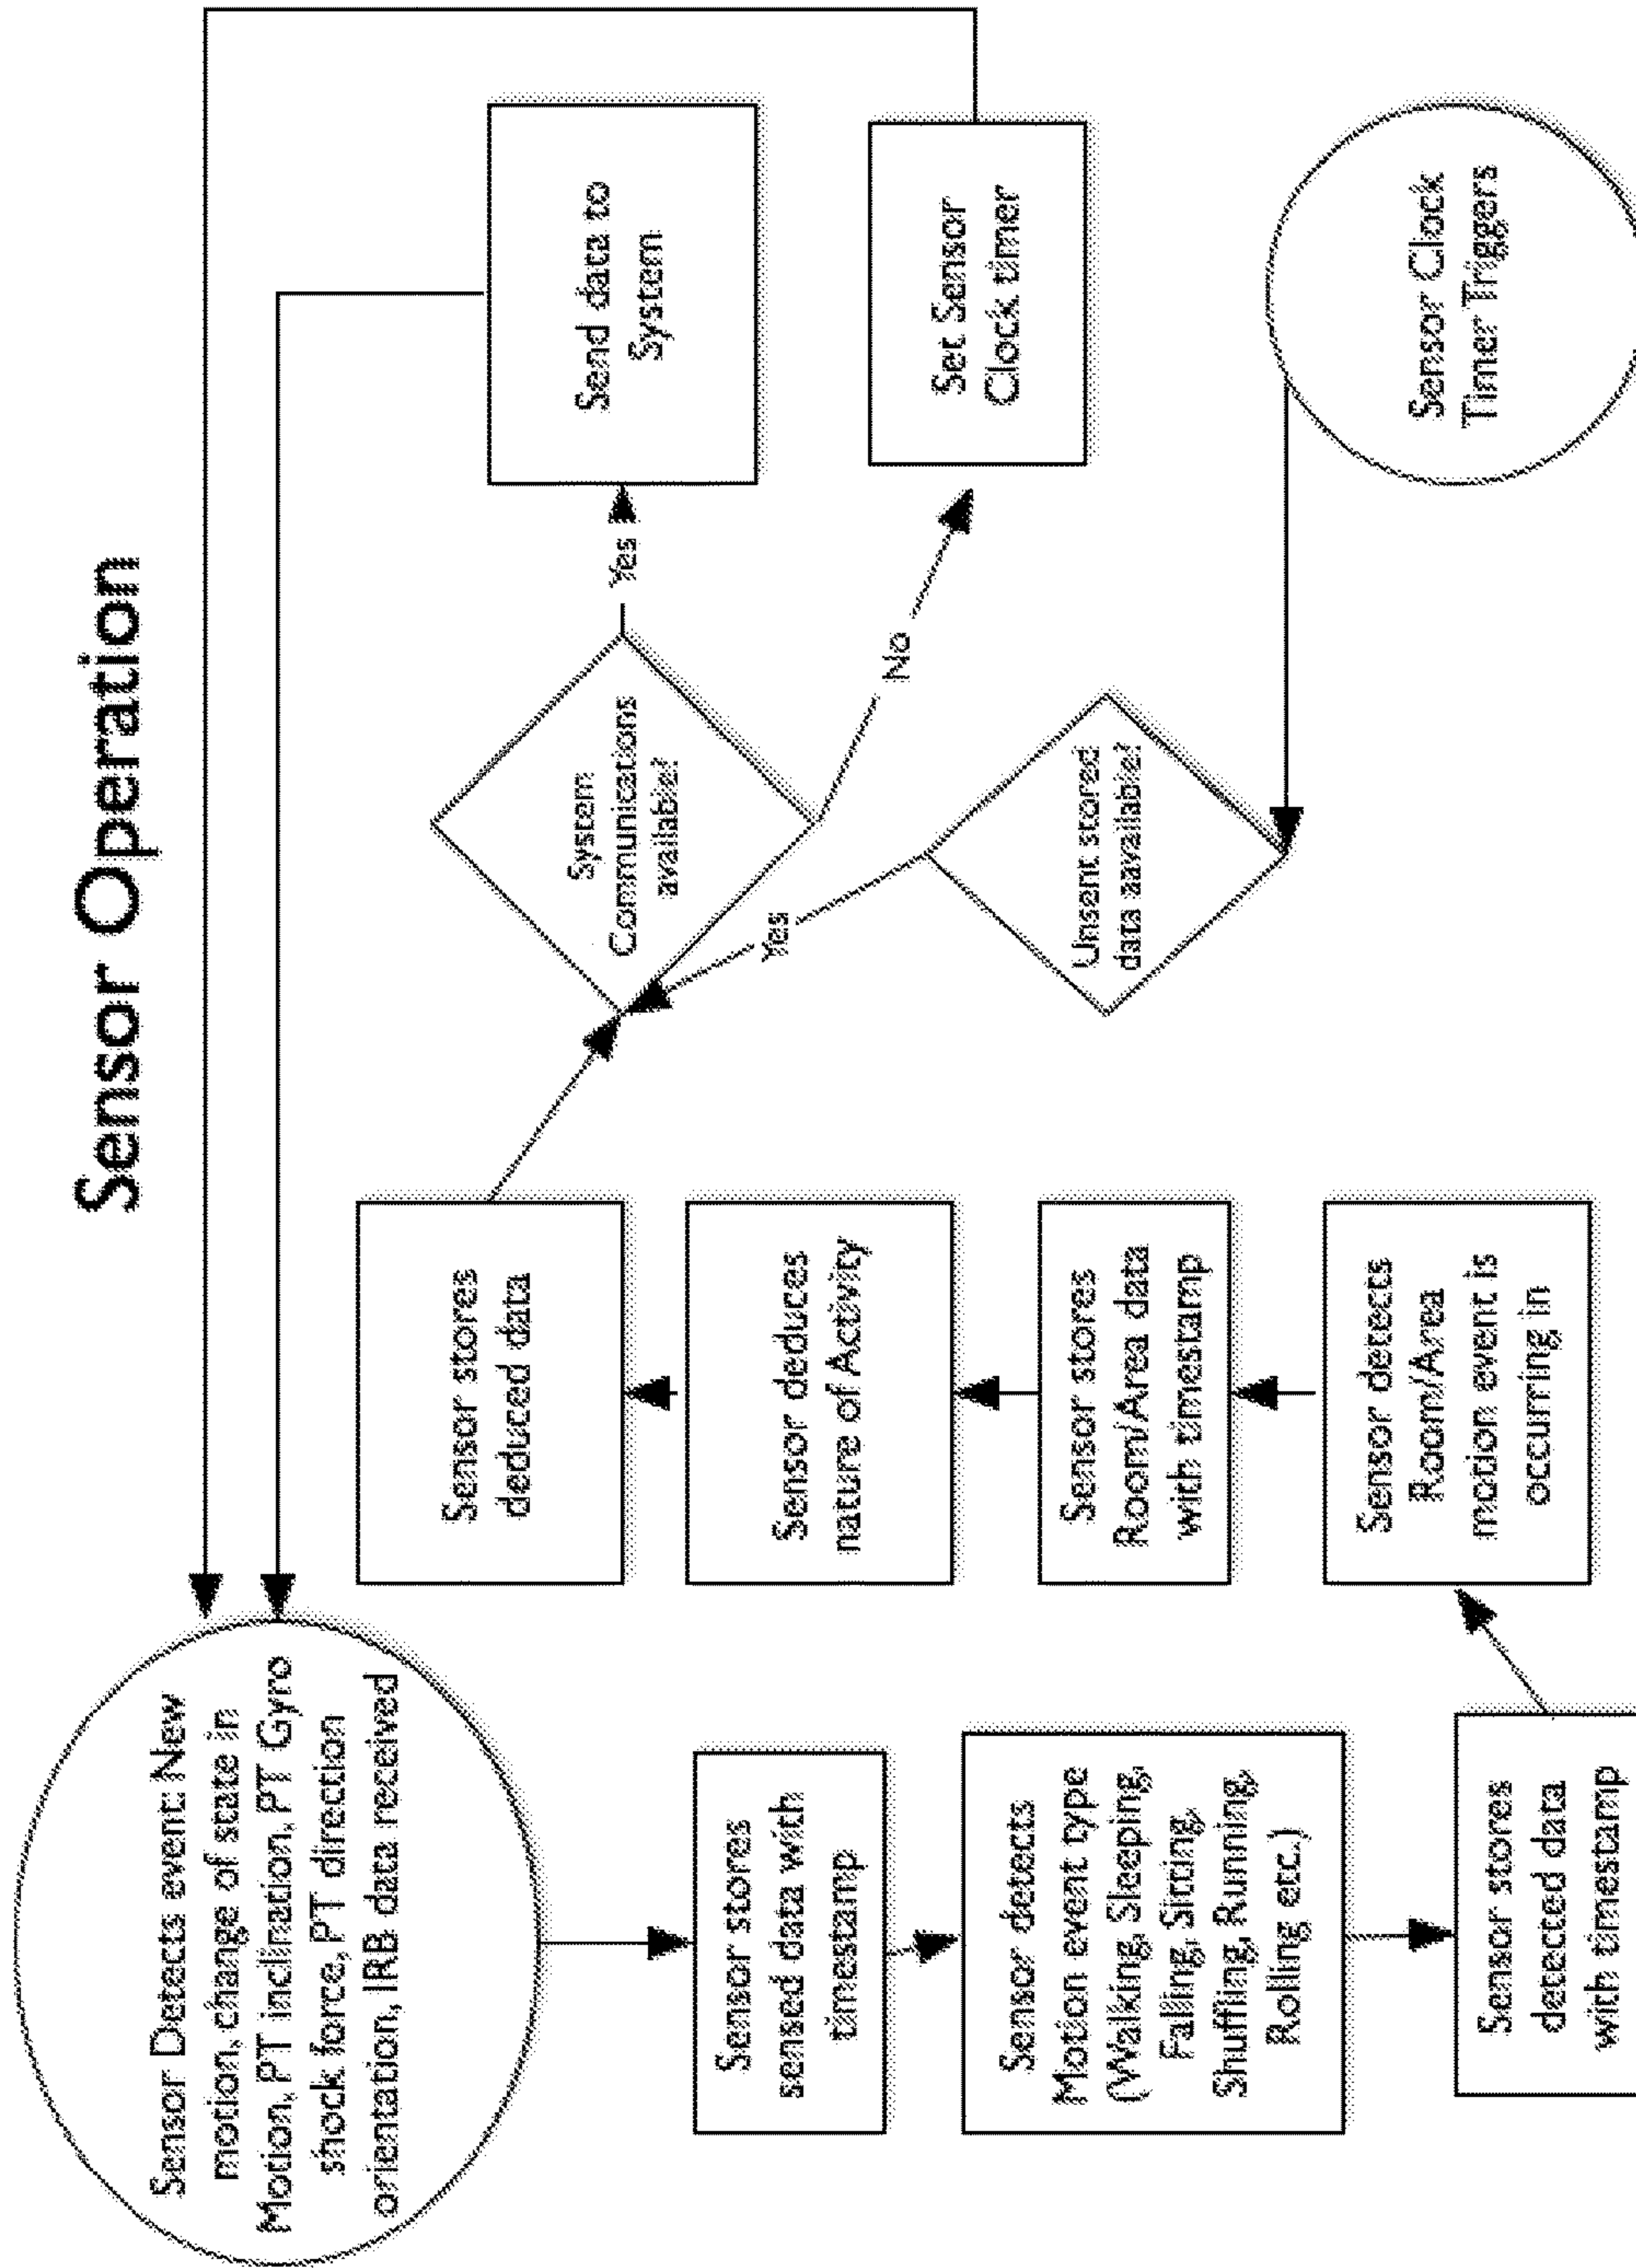 Sensor Operation
Sensor Detects event: New
motion, change of state in
Motion, PT inclination, PT Gyro
shock force, PT direction
orientation, IRB data received
Sensor stores
sensed data with
timestamp
Sensor detects
Motion event type
(Walking, Sleeping,
Falling, Sitting,
Shuffling, Running,
Rolling etc.)
Sensor stores
detected data
with timestamp
Sensor detects
Room/Area
motion event is
occurring in
Sensor stores
Room/Area data
with timestamp
Sensor deduces
nature of Activity
Sensor stores
deduced data
System
Communications
available?
Yes
No
Yes
Unsent stored
data aavailable?
Send data to
System
Set Sensor
Clock timer
Sensor Clock
Timer Triggers